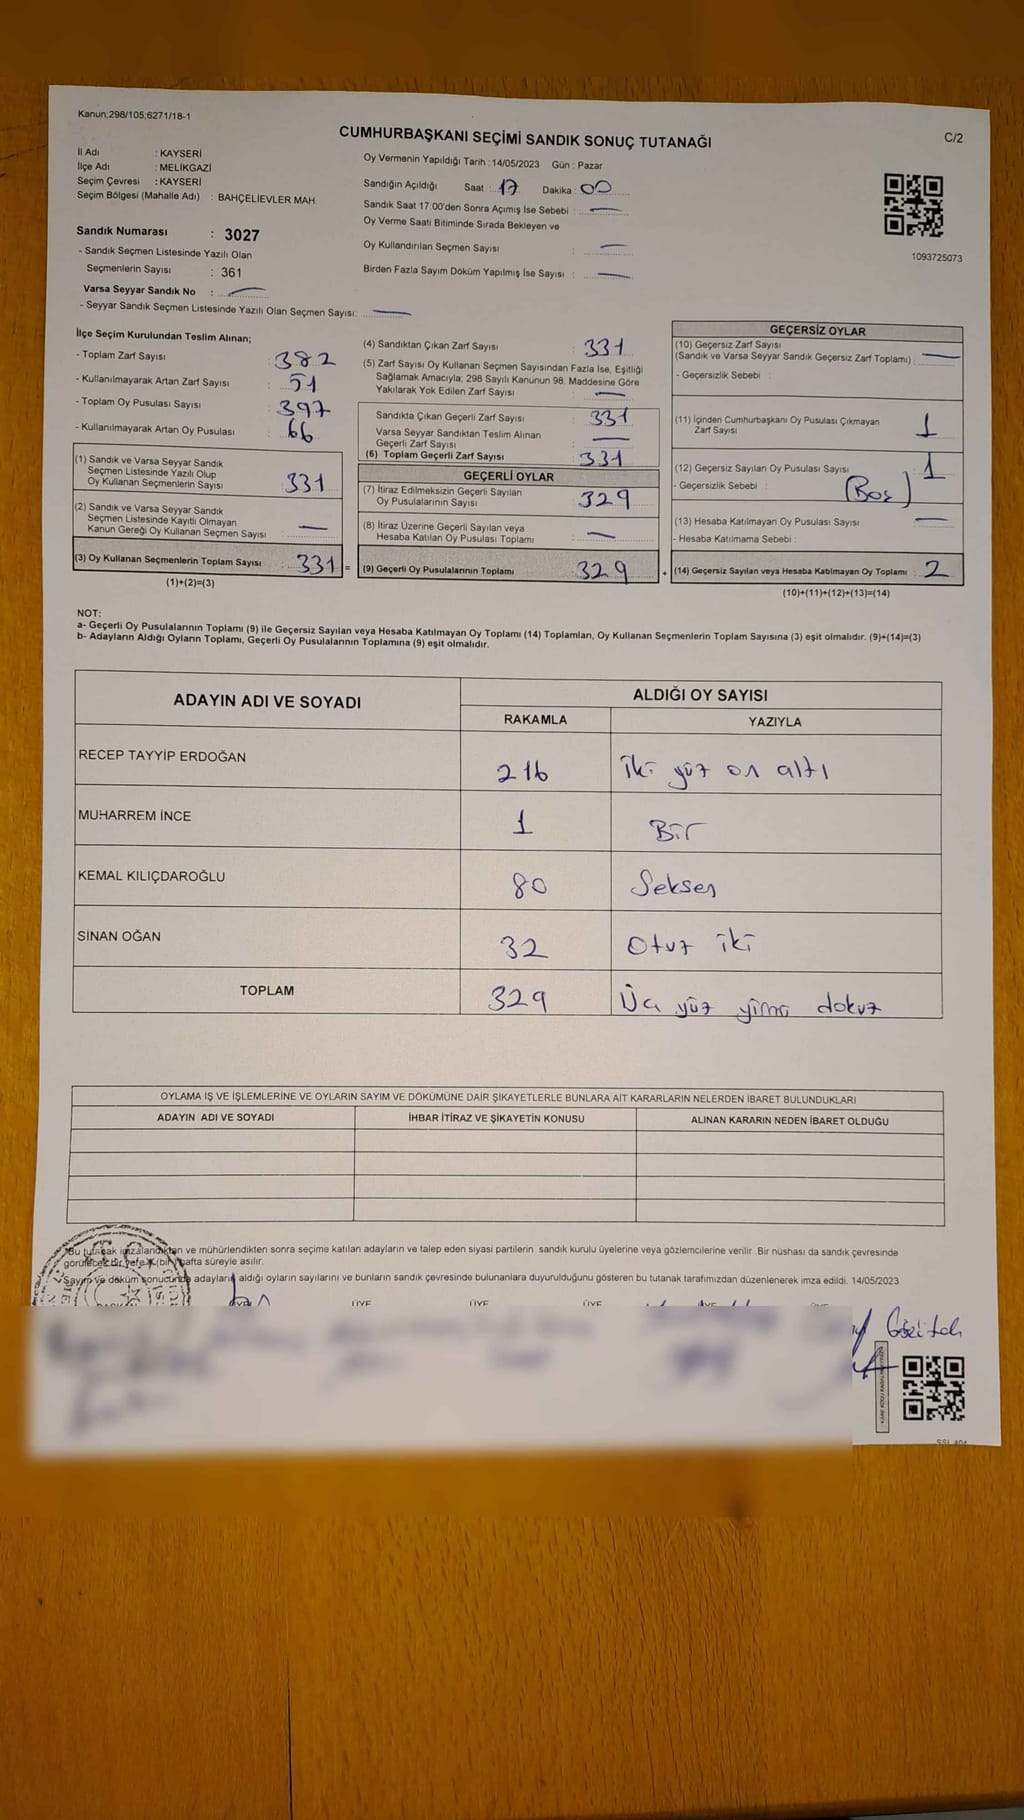 Kanun;298/105;6271/18-1
CUMHURBAŞKANI SEÇİMİ SANDIK SONUÇ TUTANAĞI
C/2
İl Adı : KAYSERİ
İlçe Adı : MELİKGAZİ
Seçim Çevresi : KAYSERİ
Seçim Bölgesi (Mahalle Adı) : BAHÇELİEVLER MAH.
Oy Vermenin Yapıldığı Tarih :14/05/2023 Gün : Pazar
Sandığın Açıldığı Saat : 17 Dakika : 00
Sandık Saat 17:00'den Sonra Açımış İse Sebebi : —
Oy Verme Saati Bitiminde Sırada Bekleyen ve
Oy Kullandırılan Seçmen Sayısı : —
Birden Fazla Sayım Döküm Yapılmış İse Sayısı : —
1093725073
Sandık Numarası : 3027
- Sandık Seçmen Listesinde Yazılı Olan
Seçmenlerin Sayısı : 361
Varsa Seyyar Sandık No : —
- Seyyar Sandık Seçmen Listesinde Yazılı Olan Seçmen Sayısı: —
İlçe Seçim Kurulundan Teslim Alınan;
- Toplam Zarf Sayısı : 382
- Kullanılmayarak Artan Zarf Sayısı : 51
- Toplam Oy Pusulası Sayısı : 397
- Kullanılmayarak Artan Oy Pusulası : 66
(1) Sandık ve Varsa Seyyar Sandık
Seçmen Listesinde Yazılı Olup
Oy Kullanan Seçmenlerin Sayısı : 331
(2) Sandık ve Varsa Seyyar Sandık
Seçmen Listesinde Kayıtlı Olmayan
Kanun Gereği Oy Kullanan Seçmen Sayısı : —
(3) Oy Kullanan Seçmenlerin Toplam Sayısı : 331 =
(1)+(2)=(3)
(4) Sandıktan Çıkan Zarf Sayısı : 331
(5) Zarf Sayısı Oy Kullanan Seçmen Sayısından Fazla İse, Eşitliği
Sağlamak Amacıyla; 298 Sayılı Kanunun 98. Maddesine Göre
Yakılarak Yok Edilen Zarf Sayısı : —
Sandıkta Çıkan Geçerli Zarf Sayısı : 331
Varsa Seyyar Sandıktan Teslim Alınan
Geçerli Zarf Sayısı : —
(6) Toplam Geçerli Zarf Sayısı : 331
GEÇERLİ OYLAR
(7) İtiraz Edilmeksizin Geçerli Sayılan
Oy Pusulalarının Sayısı : 329
(8) İtiraz Üzerine Geçerli Sayılan veya
Hesaba Katılan Oy Pusulası Toplamı : —
(9) Geçerli Oy Pusulalarının Toplamı : 329 +
GEÇERSİZ OYLAR
(10) Geçersiz Zarf Sayısı
(Sandık ve Varsa Seyyar Sandık Geçersiz Zarf Toplamı) : —
- Geçersizlik Sebebi :
(11) İçinden Cumhurbaşkanı Oy Pusulası Çıkmayan
Zarf Sayısı : 1
(12) Geçersiz Sayılan Oy Pusulası Sayısı : 1
- Geçersizlik Sebebi : (Boş)
(13) Hesaba Katılmayan Oy Pusulası Sayısı : —
- Hesaba Katılmama Sebebi :
(14) Geçersiz Sayılan veya Hesaba Katılmayan Oy Toplamı : 2
(10)+(11)+(12)+(13)=(14)
NOT:
a- Geçerli Oy Pusulalarının Toplamı (9) ile Geçersiz Sayılan veya Hesaba Katılmayan Oy Toplamı (14) Toplamları, Oy Kullanan Seçmenlerin Toplam Sayısına (3) eşit olmalıdır. (9)+(14)=(3)
b- Adayların Aldığı Oyların Toplamı, Geçerli Oy Pusulalarının Toplamına (9) eşit olmalıdır.
ADAYIN ADI VE SOYADI ALDIĞI OY SAYISI
RAKAMLA YAZIYLA
RECEP TAYYİP ERDOĞAN 216 İki yüz on altı
MUHARREM İNCE 1 Bir
KEMAL KILIÇDAROĞLU 80 Seksen
SİNAN OĞAN 32 Otuz iki
TOPLAM 329 Üç yüz yirmi dokuz
OYLAMA İŞ VE İŞLEMLERİNE VE OYLARIN SAYIM VE DÖKÜMÜNE DAİR ŞİKAYETLERLE BUNLARA AİT KARARLARIN NELERDEN İBARET BULUNDUKLARI
ADAYIN ADI VE SOYADI İHBAR İTİRAZ VE ŞİKAYETİN KONUSU ALINAN KARARIN NEDEN İBARET OLDUĞU
Bu tutanak imzalandıktan ve mühürlendikten sonra seçime katılan adayların ve talep eden siyasi partilerin sandık kurulu üyelerine veya gözlemcilerine verilir. Bir nüshası da sandık çevresinde
görülecek bir yere (bir) hafta süreyle asılır.
Sayım ve döküm sonucunda adayların aldığı oyların sayılarını ve bunların sandık çevresinde bulunanlara duyurulduğunu gösteren bu tutanak tarafımızdan düzenlenerek imza edildi. 14/05/2023
ÜYE ÜYE ÜYE